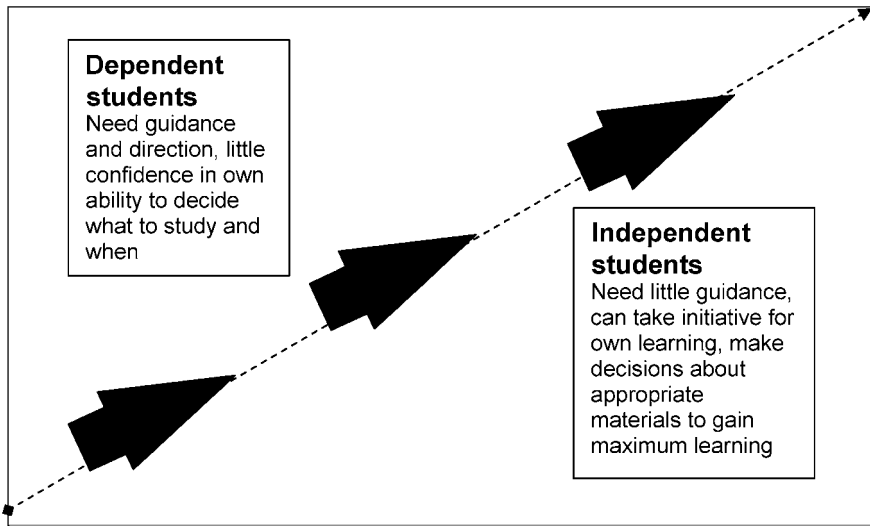 Dependent
students
Need guidance
and direction, little
confidence in own
ability to decide
what to study and
when
Independent
students
Need little guidance,
can take initiative for
own learning, make
decisions about
appropriate
materials to gain
maximum learning